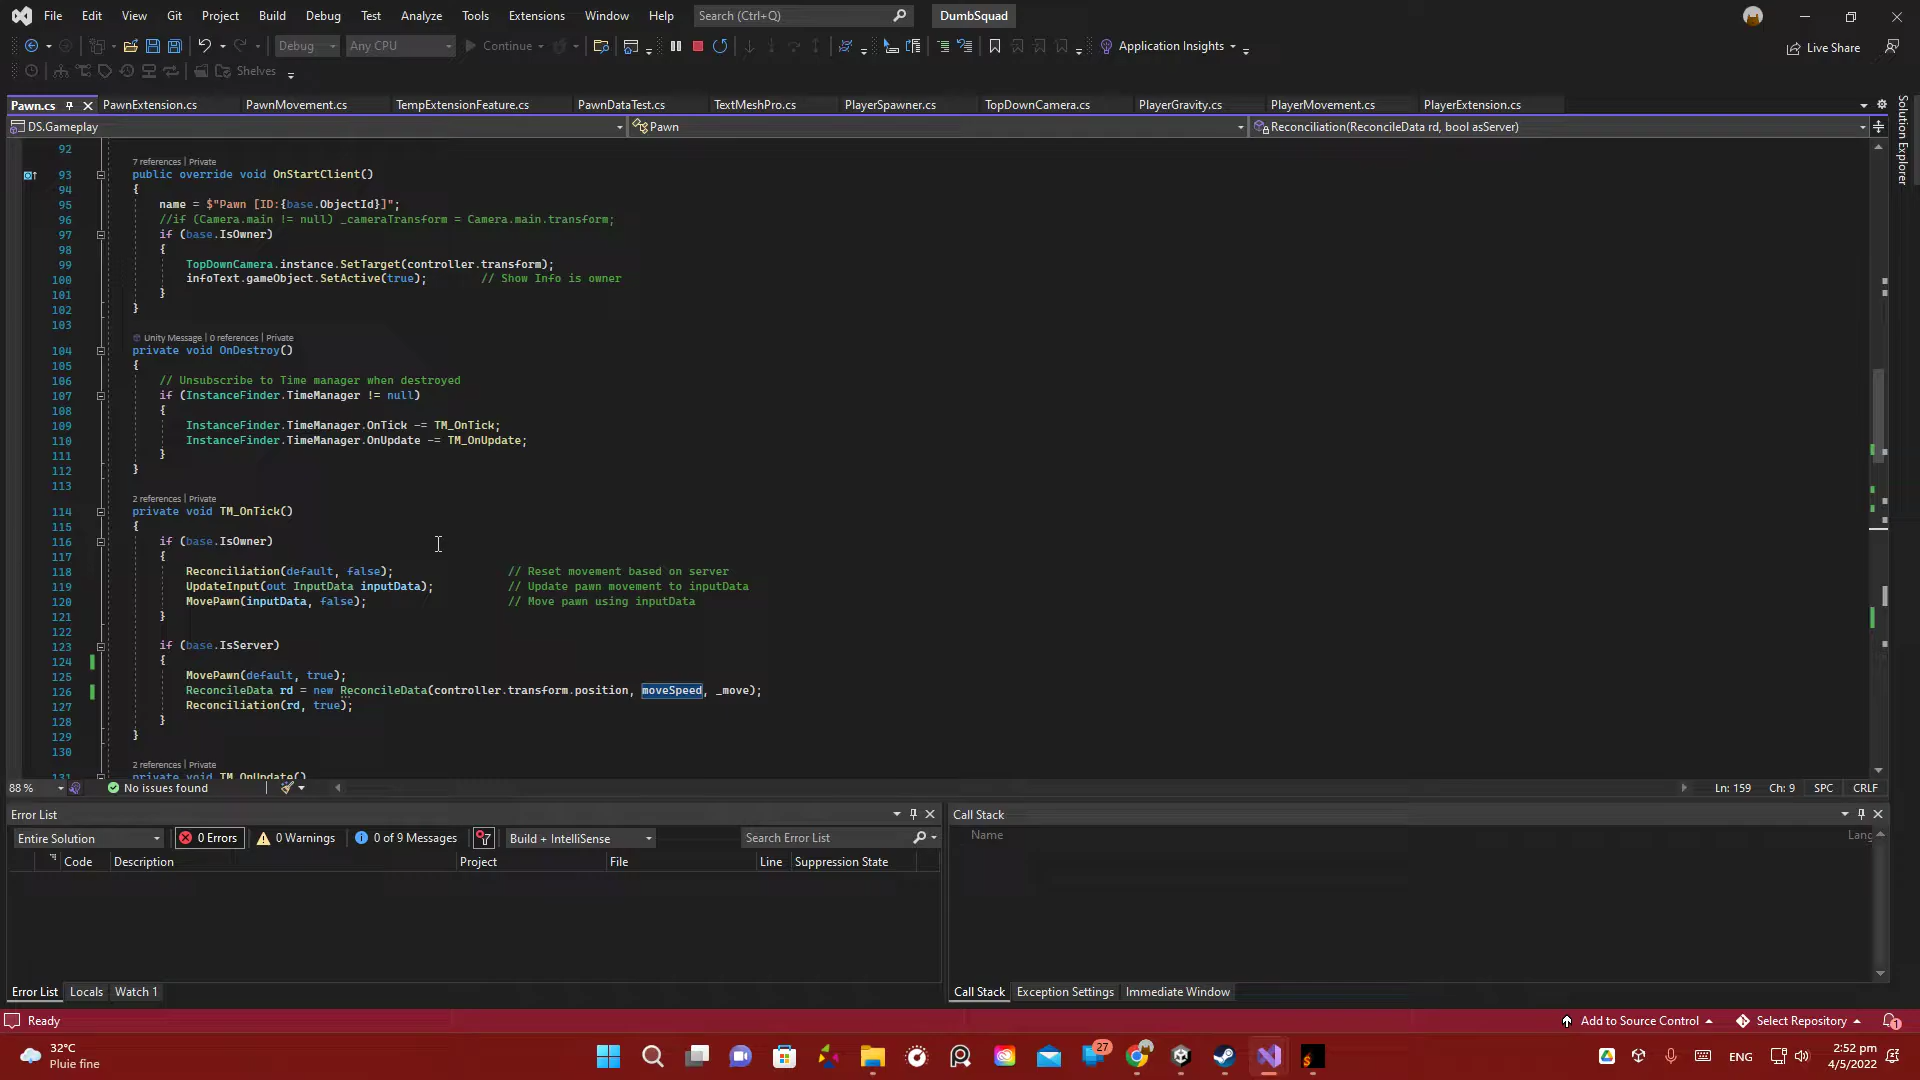 File Edit View Git Project Build Debug Test Analyze Tools Extensions Window Help Search (Ctrl+Q) DumbSquad
Debug Any CPU Continue Application Insights Live Share
Shelves
Pawn.cs PawnExtension.cs PawnMovement.cs TempExtensionFeature.cs PawnDataTest.cs TextMeshPro.cs PlayerSpawner.cs TopDownCamera.cs PlayerGravity.cs PlayerMovement.cs PlayerExtension.cs
DS.Gameplay Pawn Reconciliation(ReconcileData rd, bool asServer)
Solution Explorer
92
7 references | Private
93 public override void OnStartClient()
94 {
95 name = $"Pawn [ID:{base.ObjectId}]";
96 //if (Camera.main != null) _cameraTransform = Camera.main.transform;
97 if (base.IsOwner)
98 {
99 TopDownCamera.instance.SetTarget(controller.transform);
100 infoText.gameObject.SetActive(true); // Show Info is owner
101 }
102 }
103
Unity Message | 0 references | Private
104 private void OnDestroy()
105 {
106 // Unsubscribe to Time manager when destroyed
107 if (InstanceFinder.TimeManager != null)
108 {
109 InstanceFinder.TimeManager.OnTick -= TM_OnTick;
110 InstanceFinder.TimeManager.OnUpdate -= TM_OnUpdate;
111 }
112 }
113
2 references | Private
114 private void TM_OnTick()
115 {
116 if (base.IsOwner)
117 {
118 Reconciliation(default, false); // Reset movement based on server
119 UpdateInput(out InputData inputData); // Update pawn movement to inputData
120 MovePawn(inputData, false); // Move pawn using inputData
121 }
122
123 if (base.IsServer)
124 {
125 MovePawn(default, true);
126 ReconcileData rd = new ReconcileData(controller.transform.position, moveSpeed, _move);
127 Reconciliation(rd, true);
128 }
129 }
130
2 references | Private
131 private void TM_OnUpdate()
88 % No issues found Ln: 159 Ch: 9 SPC CRLF
Error List
Entire Solution 0 Errors 0 Warnings 0 of 9 Messages Build + IntelliSense Search Error List
Code Description Project File Line Suppression State
Error List Locals Watch 1
Call Stack
Name Lang
Call Stack Exception Settings Immediate Window
Ready Add to Source Control Select Repository 1
32°C
Pluie fine
27
ENG
2:52 pm
4/5/2022